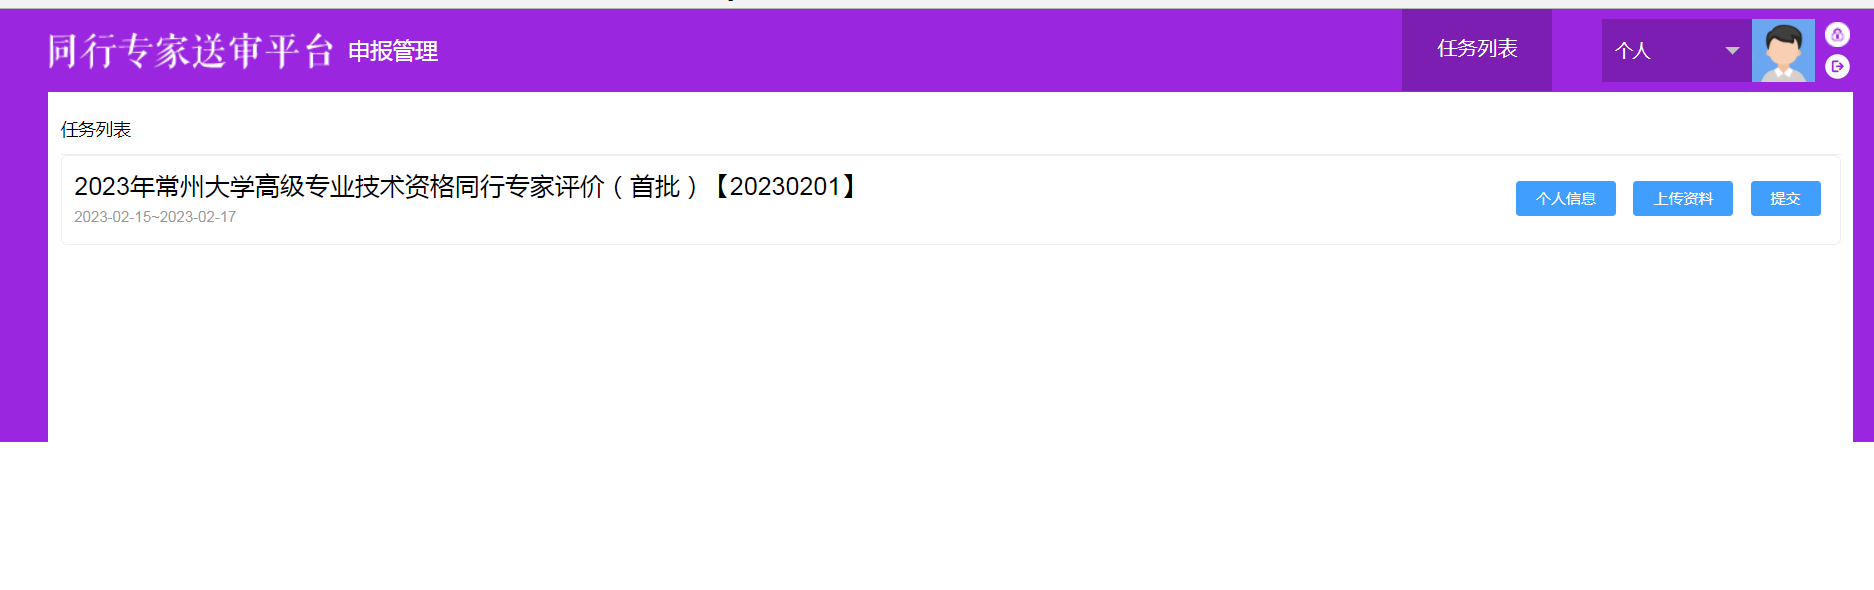 同行专家送审平台 申报管理 任务列表 个人
任务列表
2023年常州大学高级专业技术资格同行专家评价（首批）【20230201】
2023-02-15~2023-02-17
个人信息 上传资料 提交